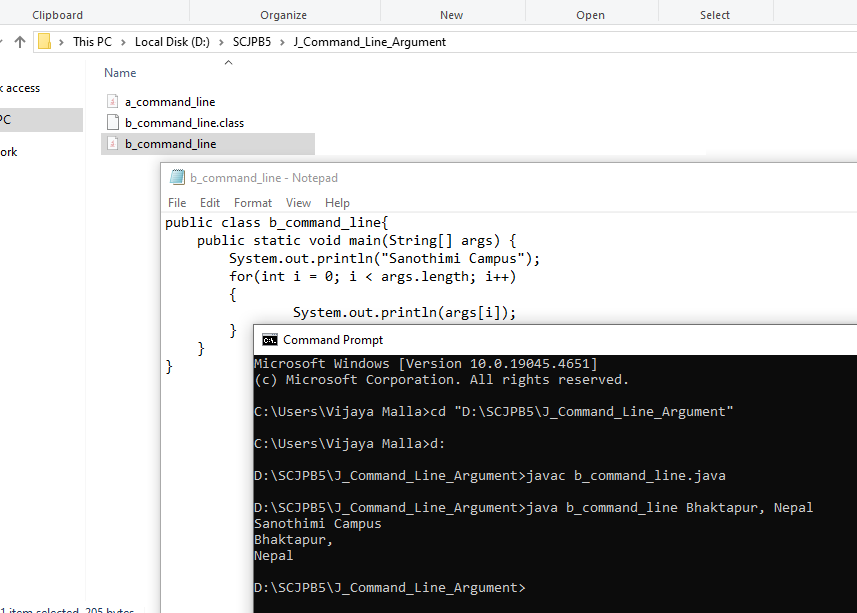 Clipboard Organize New Open Select
This PC > Local Disk (D:) > SCJPB5 > J_Command_Line_Argument
Name
access
PC
ork
a_command_line
b_command_line.class
b_command_line
b_command_line - Notepad
File Edit Format View Help
public class b_command_line{
    public static void main(String[] args) {
        System.out.println("Sanothimi Campus");
        for(int i = 0; i < args.length; i++)
        {
                System.out.println(args[i]);
        }
    }
}
Command Prompt
Microsoft Windows [Version 10.0.19045.4651]
(c) Microsoft Corporation. All rights reserved.
C:\Users\Vijaya Malla>cd "D:\SCJPB5\J_Command_Line_Argument"
C:\Users\Vijaya Malla>d:
D:\SCJPB5\J_Command_Line_Argument>javac b_command_line.java
D:\SCJPB5\J_Command_Line_Argument>java b_command_line Bhaktapur, Nepal
Sanothimi Campus
Bhaktapur,
Nepal
D:\SCJPB5\J_Command_Line_Argument>
1 item selected 205 bytes